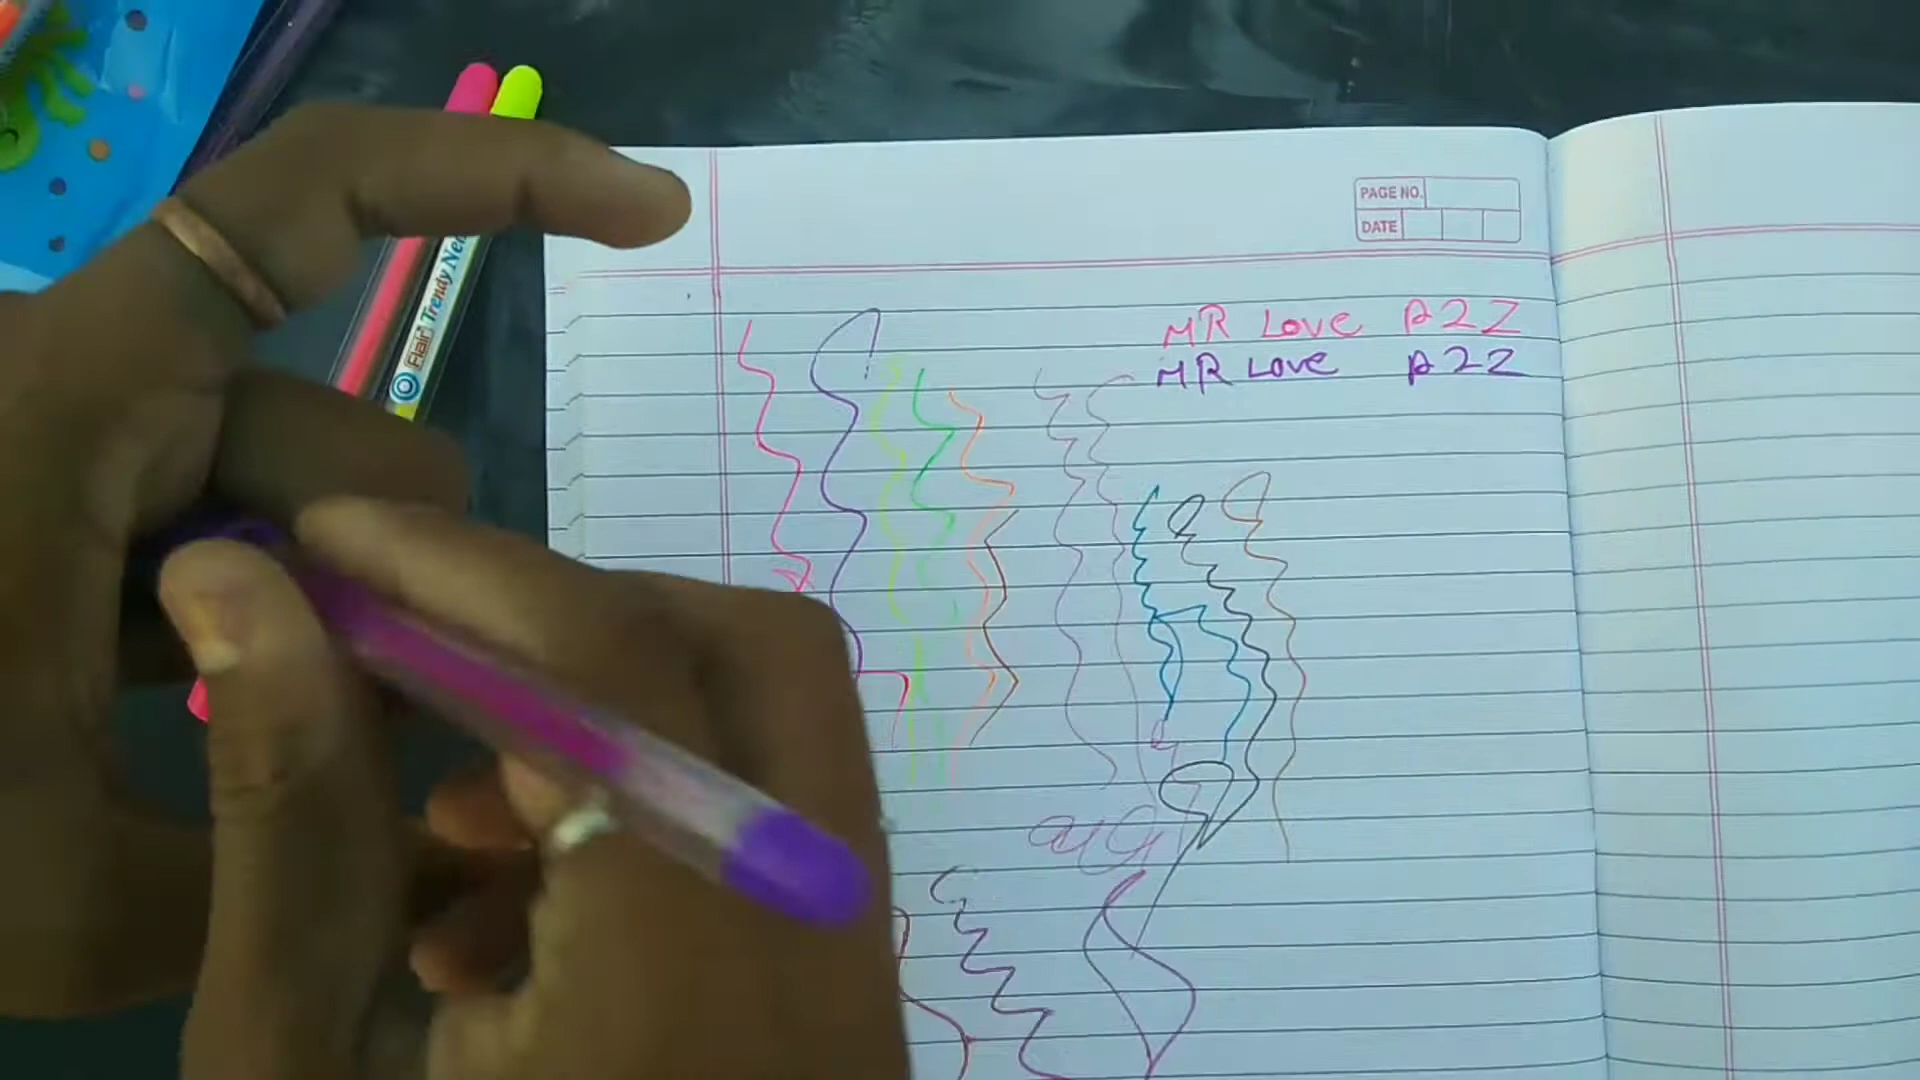 PAGE NO.
DATE
MR Love A2Z
MR Love A2Z
Flair Trendy Neo